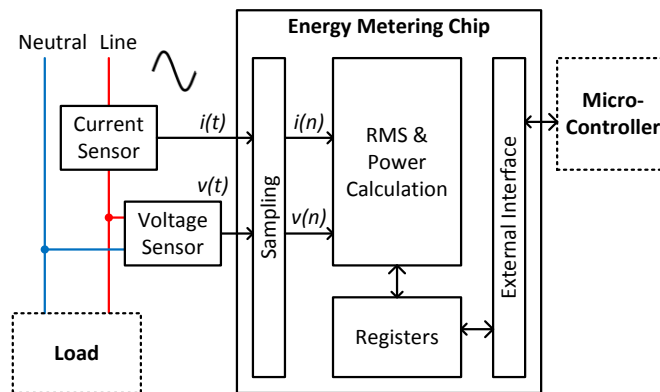 Neutral Line
Energy Metering Chip
Current
Sensor
i(t)
i(n)
v(t)
v(n)
Voltage
Sensor
Sampling
RMS &
Power
Calculation
Registers
External Interface
Micro-
Controller
Load